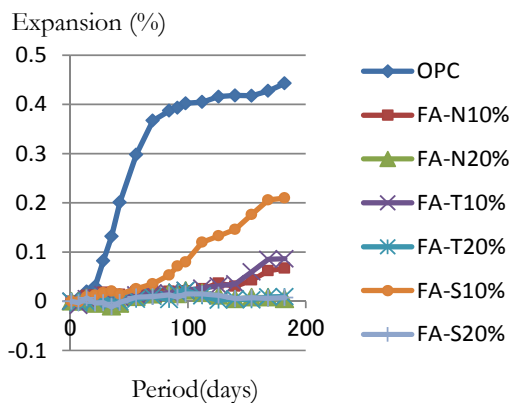 Expansion (%)
0.5
0.4
0.3
0.2
0.1
0
-0.1
0
100
200
Period(days)
OPC
FA-N10%
FA-N20%
FA-T10%
FA-T20%
FA-S10%
FA-S20%